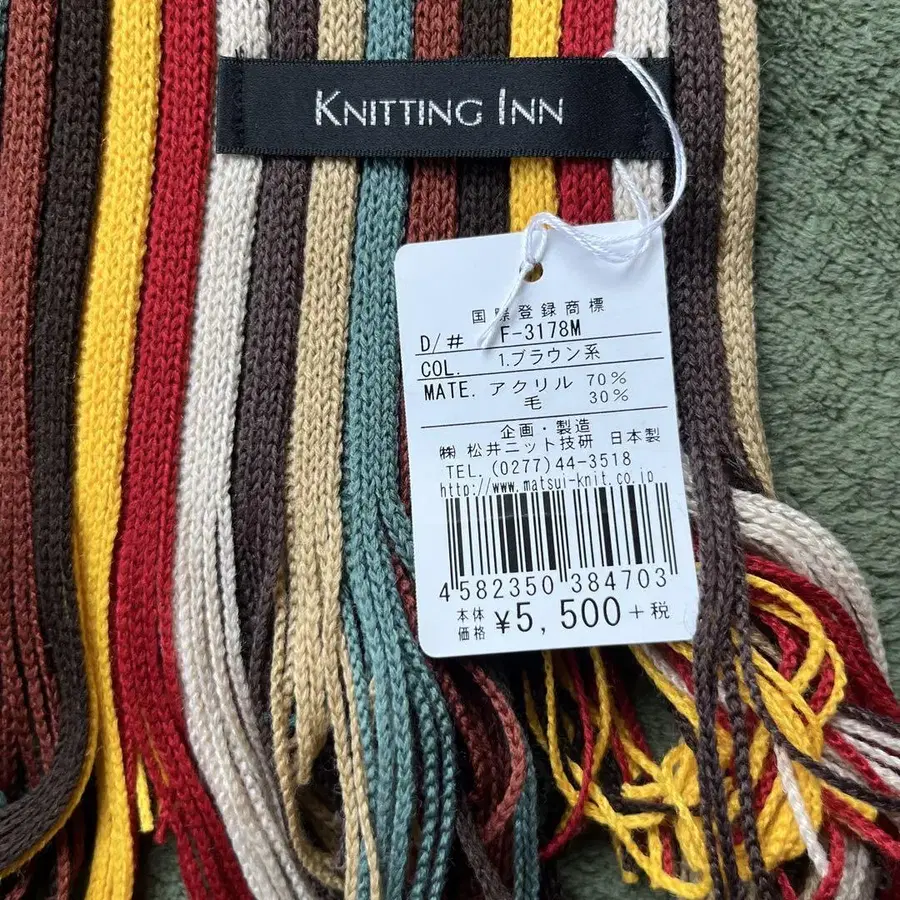 KNITTING INN
国際登録商標
D/# F-3178M
COL. 1.ブラウン系
MATE. アクリル 70%
毛 30%
企画・製造
㈱ 松井ニット技研 日本製
TEL. (0277)44-3518
http://www.matsui-knit.co.jp
4 582350 384703
本体価格 ¥5,500+税